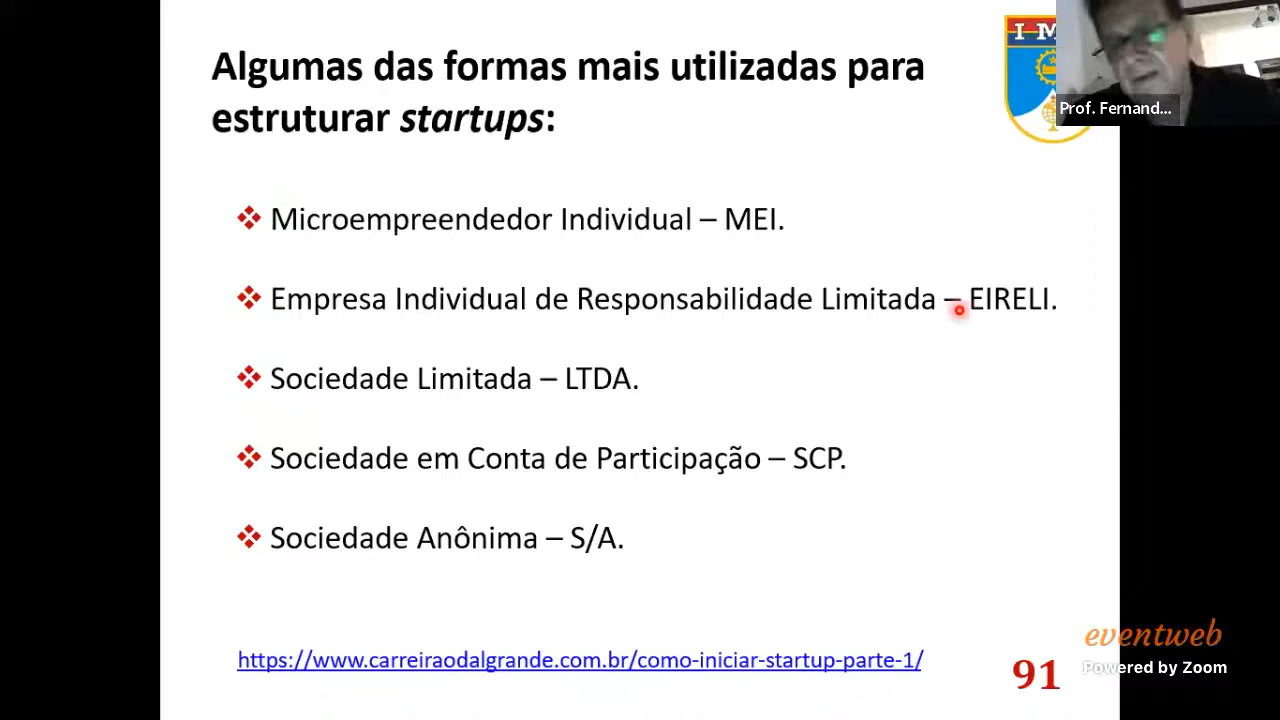 Algumas das formas mais utilizadas para
estruturar startups:
I M
Prof. Fernand...
❖ Microempreendedor Individual – MEI.
❖ Empresa Individual de Responsabilidade Limitada – EIRELI.
❖ Sociedade Limitada – LTDA.
❖ Sociedade em Conta de Participação – SCP.
❖ Sociedade Anônima – S/A.
https://www.carreiraodalgrande.com.br/como-iniciar-startup-parte-1/
91
eventweb
Powered by Zoom